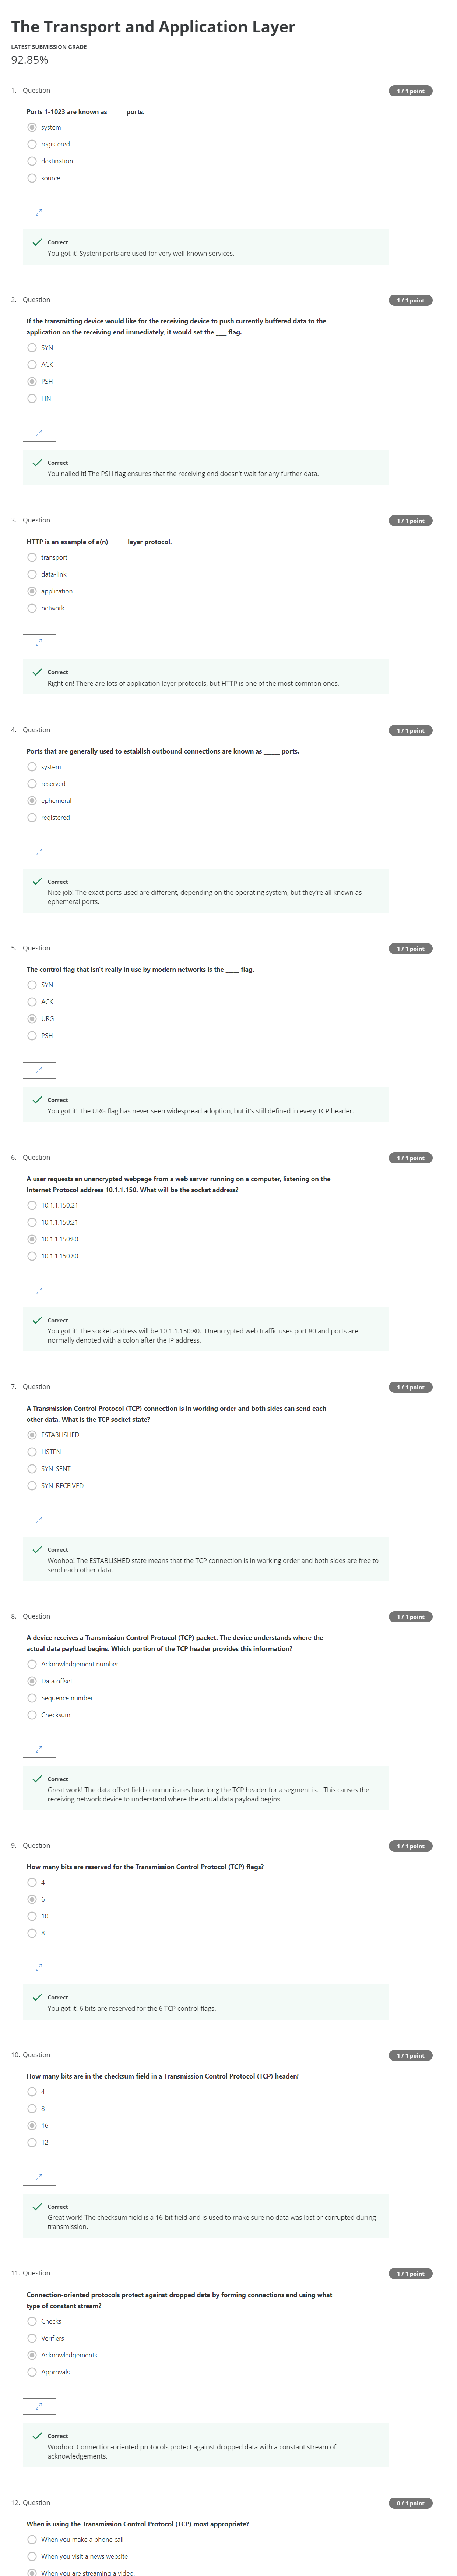 The Transport and Application Layer
LATEST SUBMISSION GRADE
92.85%
1. Question
1 / 1 point
Ports 1-1023 are known as ______ ports.
system
registered
destination
source
Correct
You got it! System ports are used for very well-known services.
2. Question
1 / 1 point
If the transmitting device would like for the receiving device to push currently buffered data to the
application on the receiving end immediately, it would set the ____ flag.
SYN
ACK
PSH
FIN
Correct
You nailed it! The PSH flag ensures that the receiving end doesn't wait for any further data.
3. Question
1 / 1 point
HTTP is an example of a(n) ______ layer protocol.
transport
data-link
application
network
Correct
Right on! There are lots of application layer protocols, but HTTP is one of the most common ones.
4. Question
1 / 1 point
Ports that are generally used to establish outbound connections are known as ______ ports.
system
reserved
ephemeral
registered
Correct
Nice job! The exact ports used are different, depending on the operating system, but they're all known as
ephemeral ports.
5. Question
1 / 1 point
The control flag that isn't really in use by modern networks is the _____ flag.
SYN
ACK
URG
PSH
Correct
You got it! The URG flag has never seen widespread adoption, but it's still defined in every TCP header.
6. Question
1 / 1 point
A user requests an unencrypted webpage from a web server running on a computer, listening on the
Internet Protocol address 10.1.1.150. What will be the socket address?
10.1.1.150.21
10.1.1.150:21
10.1.1.150:80
10.1.1.150.80
Correct
You got it! The socket address will be 10.1.1.150:80.  Unencrypted web traffic uses port 80 and ports are
normally denoted with a colon after the IP address.
7. Question
1 / 1 point
A Transmission Control Protocol (TCP) connection is in working order and both sides can send each
other data. What is the TCP socket state?
ESTABLISHED
LISTEN
SYN_SENT
SYN_RECEIVED
Correct
Woohoo! The ESTABLISHED state means that the TCP connection is in working order and both sides are free to
send each other data.
8. Question
1 / 1 point
A device receives a Transmission Control Protocol (TCP) packet. The device understands where the
actual data payload begins. Which portion of the TCP header provides this information?
Acknowledgement number
Data offset
Sequence number
Checksum
Correct
Great work! The data offset field communicates how long the TCP header for a segment is.   This causes the
receiving network device to understand where the actual data payload begins.
9. Question
1 / 1 point
How many bits are reserved for the Transmission Control Protocol (TCP) flags?
4
6
10
8
Correct
You got it! 6 bits are reserved for the 6 TCP control flags.
10. Question
1 / 1 point
How many bits are in the checksum field in a Transmission Control Protocol (TCP) header?
4
8
16
12
Correct
Great work! The checksum field is a 16-bit field and is used to make sure no data was lost or corrupted during
transmission.
11. Question
1 / 1 point
Connection-oriented protocols protect against dropped data by forming connections and using what
type of constant stream?
Checks
Verifiers
Acknowledgements
Approvals
Correct
Woohoo! Connection-oriented protocols protect against dropped data with a constant stream of
acknowledgements.
12. Question
0 / 1 point
When is using the Transmission Control Protocol (TCP) most appropriate?
When you make a phone call
When you visit a news website
When you are streaming a video.